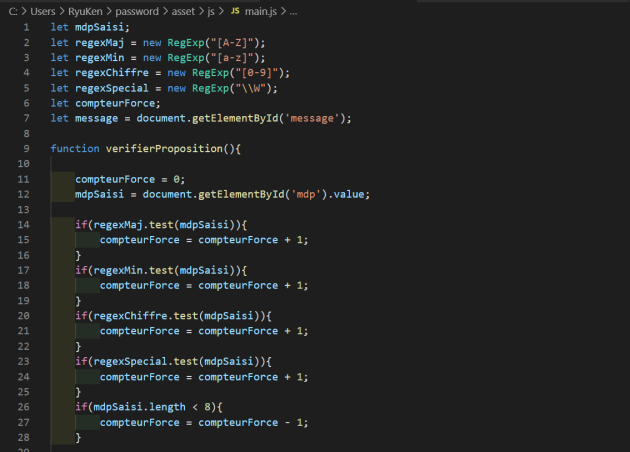 C: > Users > RyuKen > password > asset > js > JS main.js > ...
1 let mdpSaisi;
2 let regexMaj = new RegExp("[A-Z]");
3 let regexMin = new RegExp("[a-z]");
4 let regexChiffre = new RegExp("[0-9]");
5 let regexSpecial = new RegExp("\\W");
6 let compteurForce;
7 let message = document.getElementById('message');
8
9 function verifierProposition(){
10
11 compteurForce = 0;
12 mdpSaisi = document.getElementById('mdp').value;
13
14 if(regexMaj.test(mdpSaisi)){
15 compteurForce = compteurForce + 1;
16 }
17 if(regexMin.test(mdpSaisi)){
18 compteurForce = compteurForce + 1;
19 }
20 if(regexChiffre.test(mdpSaisi)){
21 compteurForce = compteurForce + 1;
22 }
23 if(regexSpecial.test(mdpSaisi)){
24 compteurForce = compteurForce + 1;
25 }
26 if(mdpSaisi.length < 8){
27 compteurForce = compteurForce - 1;
28 }